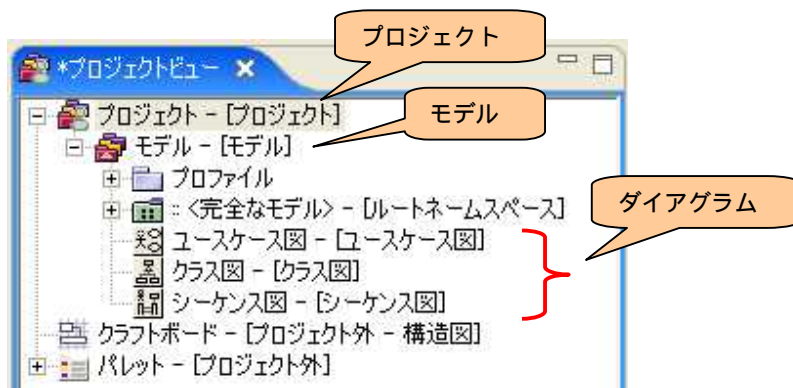 プロジェクト
*プロジェクトビュー
プロジェクト - [プロジェクト]
モデル
モデル - [モデル]
プロファイル
:: <完全なモデル> - [ルートネームスペース]
ダイアグラム
ユースケース図 - [ユースケース図]
クラス図 - [クラス図]
シーケンス図 - [シーケンス図]
クラフトボード - [プロジェクト外 - 構造図]
パレット - [プロジェクト外]